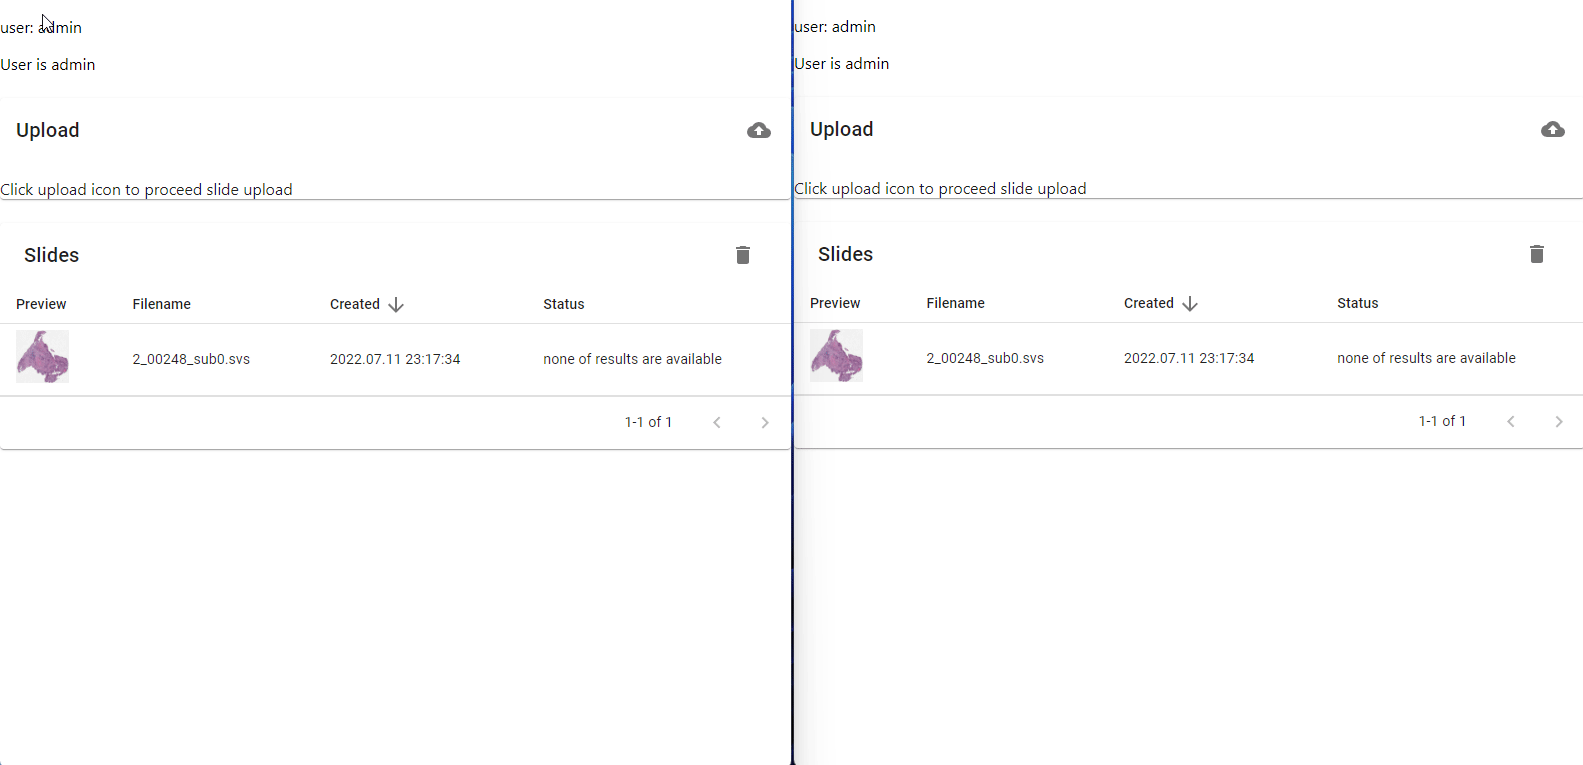 user: admin
User is admin
Upload
Click upload icon to proceed slide upload
Slides
Preview Filename Created Status
2_00248_sub0.svs 2022.07.11 23:17:34 none of results are available
1-1 of 1
user: admin
User is admin
Upload
Click upload icon to proceed slide upload
Slides
Preview Filename Created Status
2_00248_sub0.svs 2022.07.11 23:17:34 none of results are available
1-1 of 1